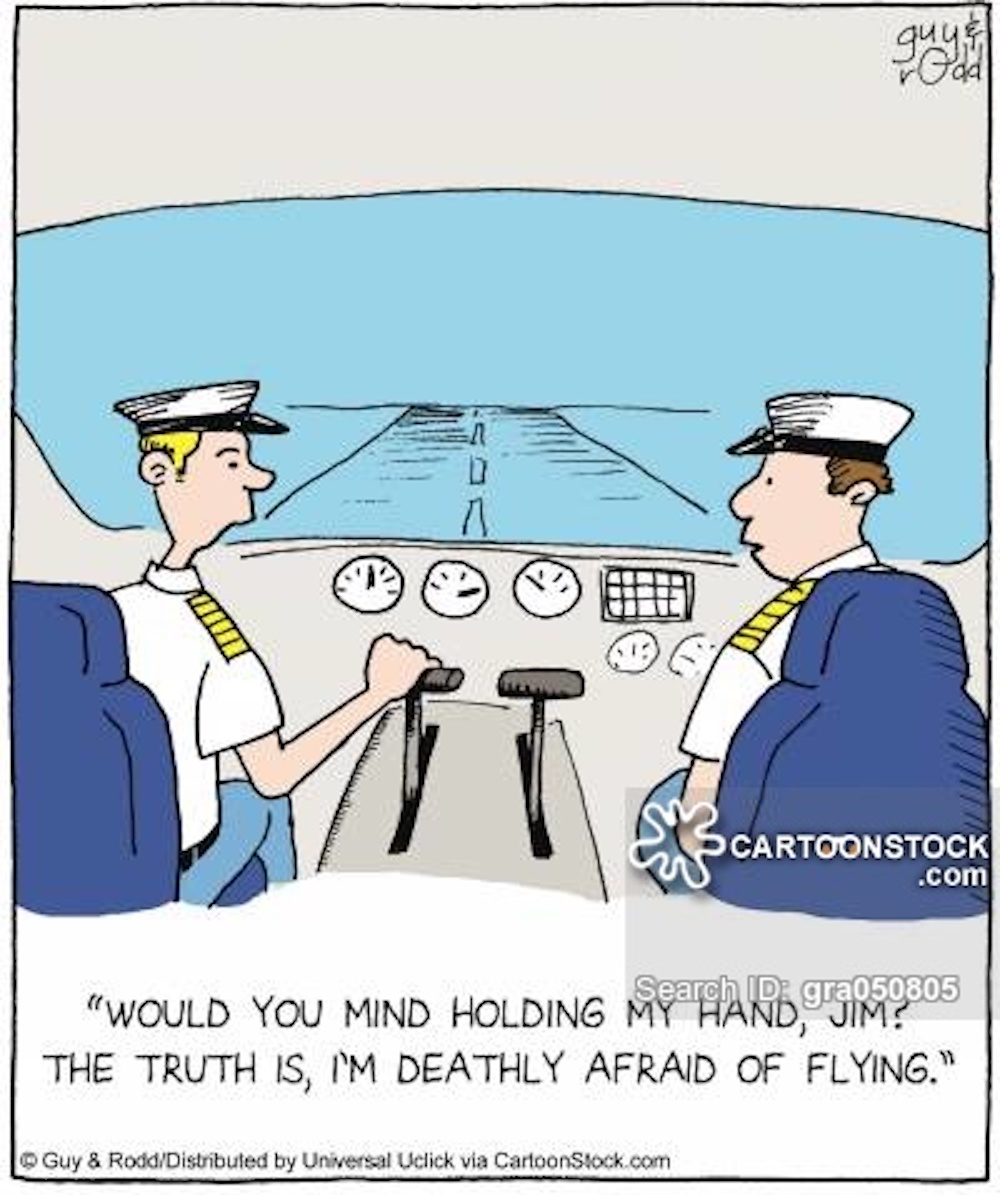 guy &
rodd
CARTOONSTOCK
.com
Search ID: gra050805
"WOULD YOU MIND HOLDING MY HAND, JIM?
THE TRUTH IS, I'M DEATHLY AFRAID OF FLYING."
© Guy & Rodd/Distributed by Universal Uclick via CartoonStock.com